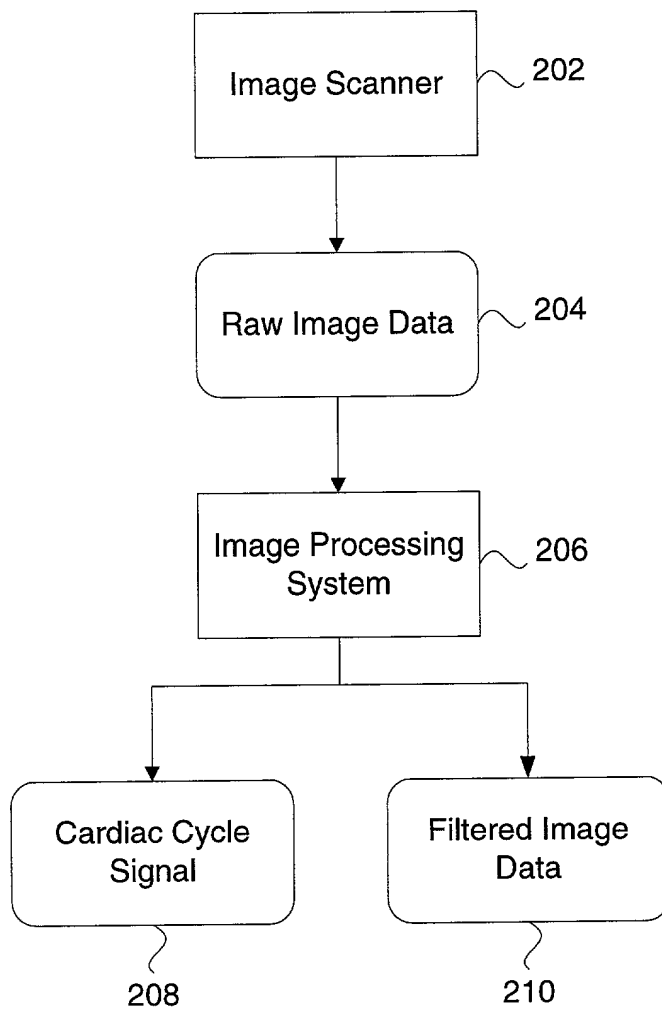 Image Scanner
202
Raw Image Data
204
Image Processing
System
206
Cardiac Cycle
Signal
Filtered Image
Data
208
210